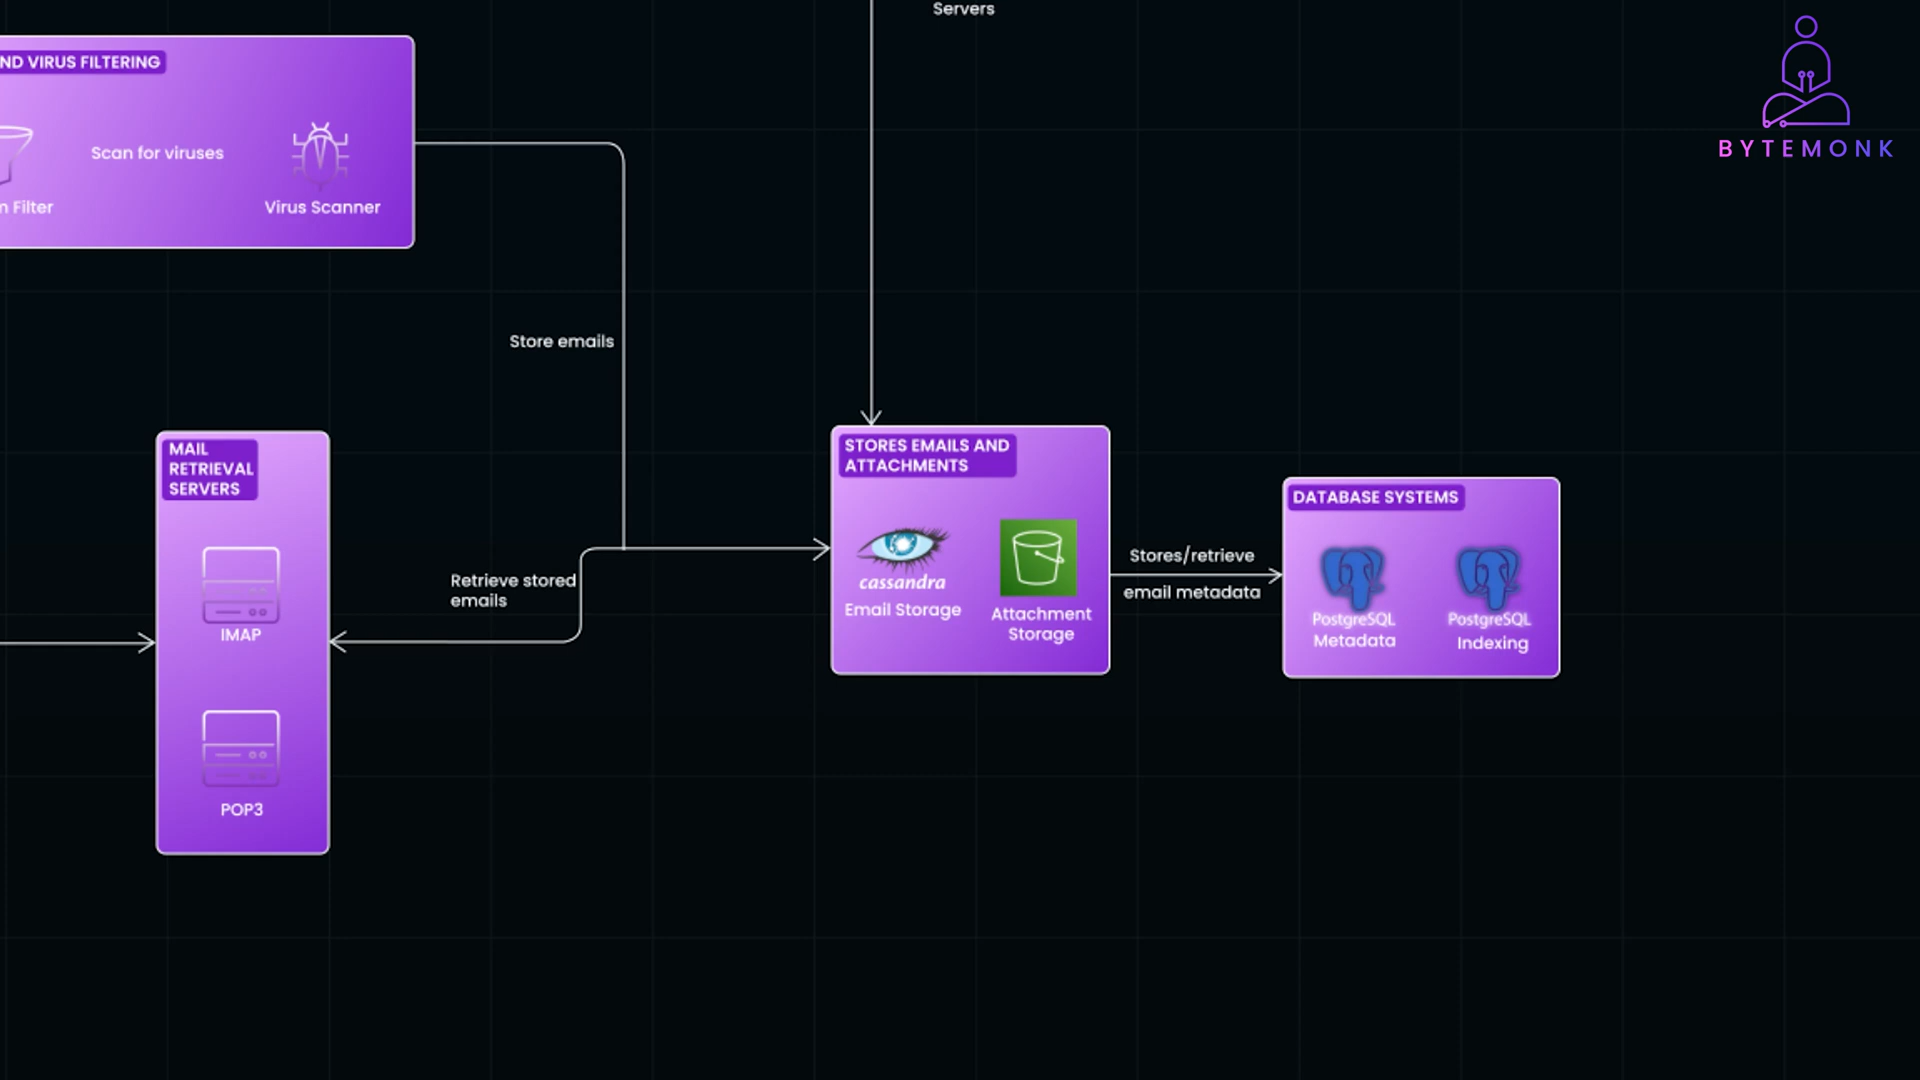 Servers
BYTEMONK
ND VIRUS FILTERING
Scan for viruses
Filter
Virus Scanner
Store emails
MAIL
RETRIEVAL
SERVERS
IMAP
POP3
Retrieve stored
emails
STORES EMAILS AND
ATTACHMENTS
cassandra
Email Storage
Attachment
Storage
Stores/retrieve
email metadata
DATABASE SYSTEMS
PostgreSQL
Metadata
PostgreSQL
Indexing